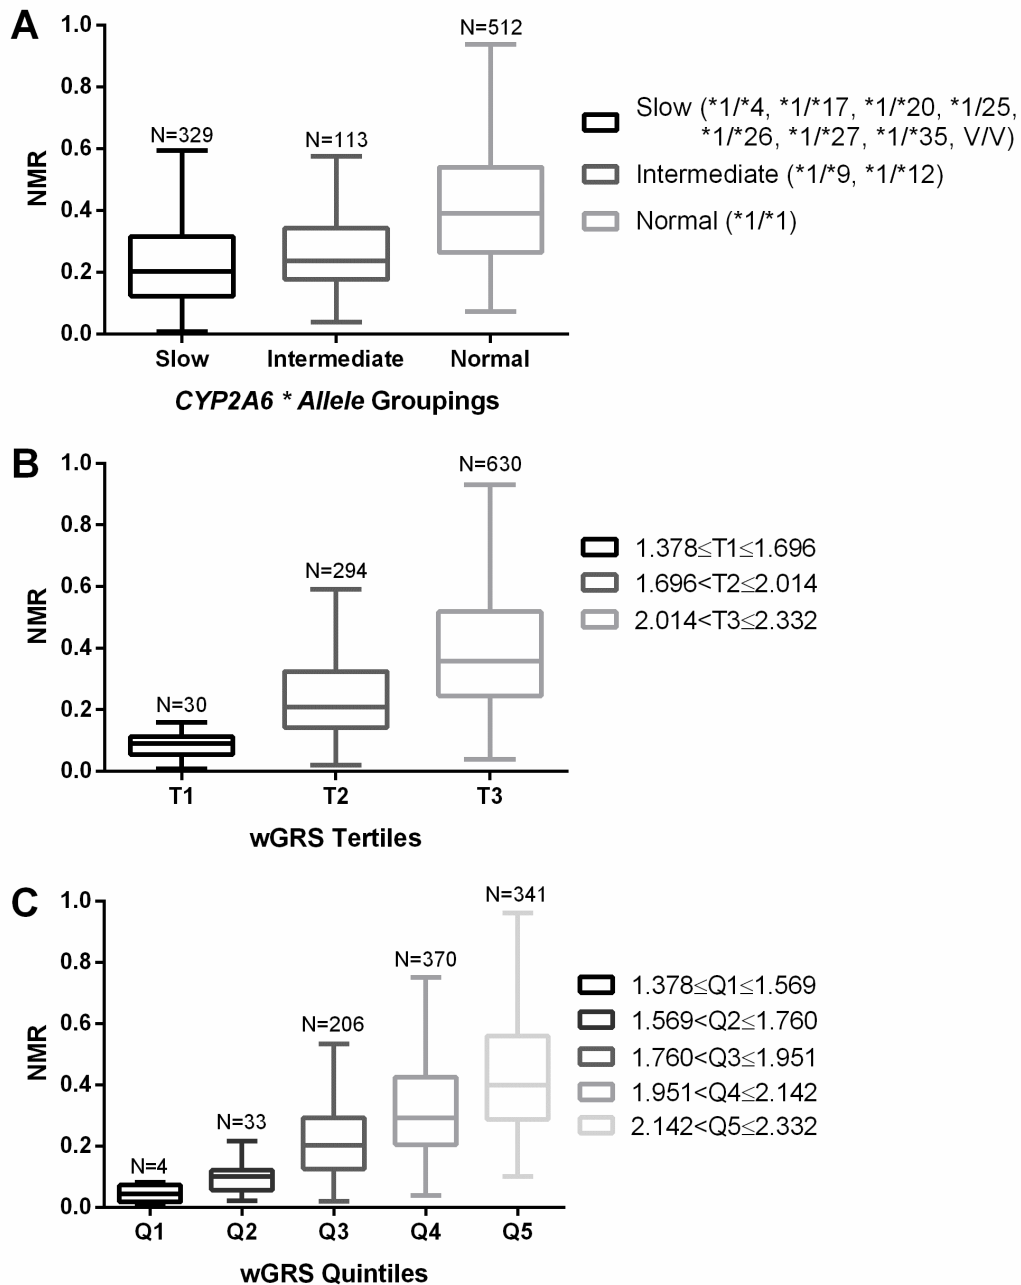 A
1.0
0.8
0.6
0.4
0.2
0.0
NMR
N=329
N=113
N=512
Slow
Intermediate
Normal
CYP2A6 * Allele Groupings
Slow (*1/*4, *1/*17, *1/*20, *1/25,
*1/*26, *1/*27, *1/*35, V/V)
Intermediate (*1/*9, *1/*12)
Normal (*1/*1)
B
1.0
0.8
0.6
0.4
0.2
0.0
NMR
N=30
N=294
N=630
T1
T2
T3
wGRS Tertiles
1.378≤T1≤1.696
1.696<T2≤2.014
2.014<T3≤2.332
C
1.0
0.8
0.6
0.4
0.2
0.0
NMR
N=4
N=33
N=206
N=370
N=341
Q1
Q2
Q3
Q4
Q5
wGRS Quintiles
1.378≤Q1≤1.569
1.569<Q2≤1.760
1.760<Q3≤1.951
1.951<Q4≤2.142
2.142<Q5≤2.332